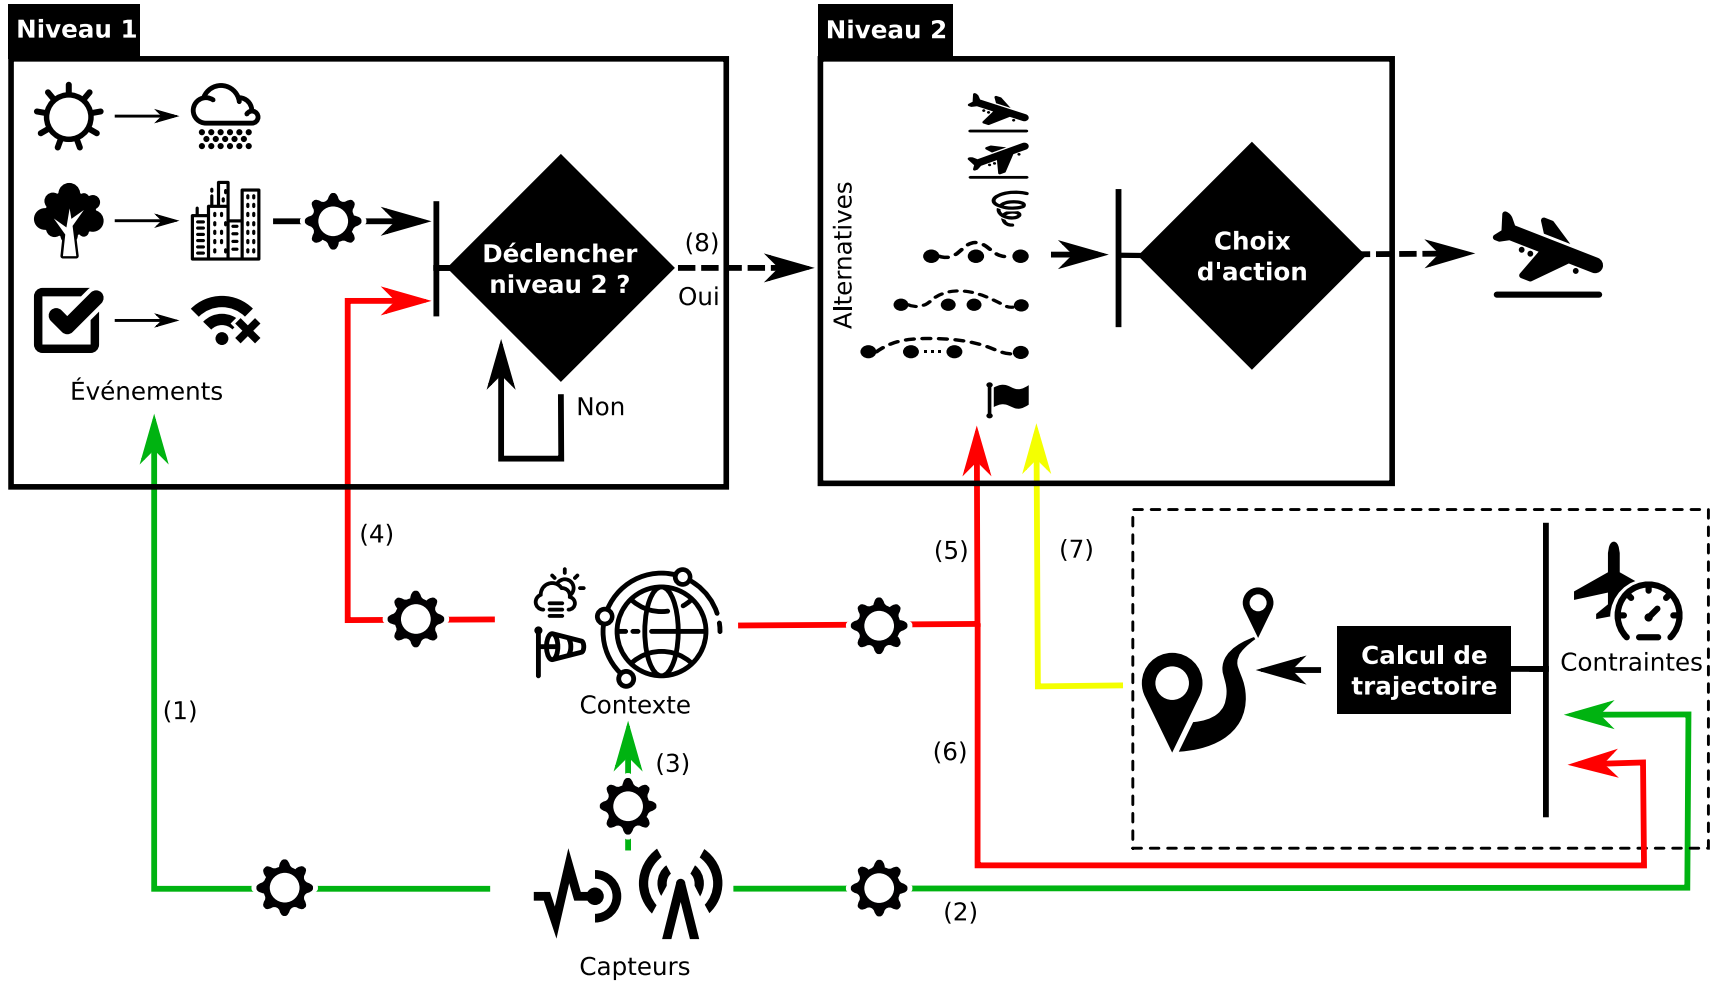 Niveau 1
Niveau 2
Déclencher
niveau 2 ?
(8)
Oui
Non
Événements
Alternatives
Choix
d'action
(4)
(5)
(7)
(1)
Contexte
(3)
(6)
Calcul de
trajectoire
Contraintes
(2)
Capteurs